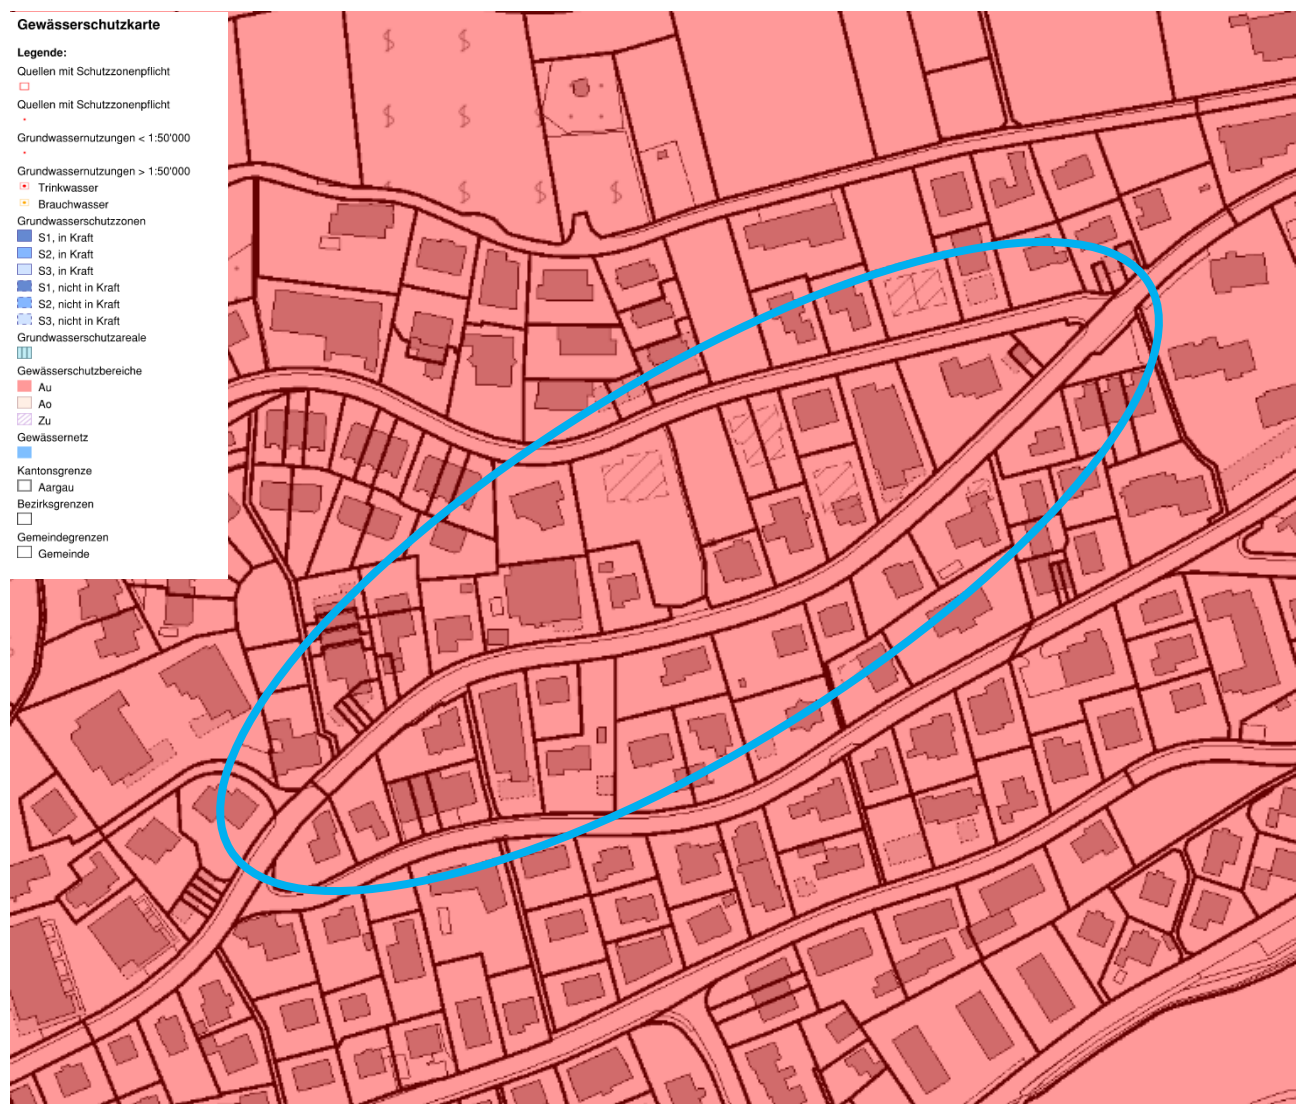 Gewässerschutzkarte
Legende:
Quellen mit Schutzzonenpflicht
Quellen mit Schutzzonenpflicht
Grundwassernutzungen < 1:50'000
Grundwassernutzungen > 1:50'000
Trinkwasser
Brauchwasser
Grundwasserschutzzonen
S1, in Kraft
S2, in Kraft
S3, in Kraft
S1, nicht in Kraft
S2, nicht in Kraft
S3, nicht in Kraft
Grundwasserschutzareale
Gewässerschutzbereiche
Au
Ao
Zu
Gewässernetz
Kantonsgrenze
Aargau
Bezirksgrenzen
Gemeindegrenzen
Gemeinde